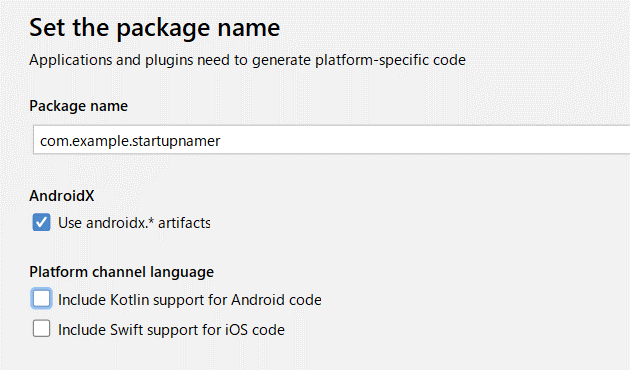 Set the package name
Applications and plugins need to generate platform-specific code
Package name
com.example.startupnamer
AndroidX
Use androidx.* artifacts
Platform channel language
Include Kotlin support for Android code
Include Swift support for iOS code